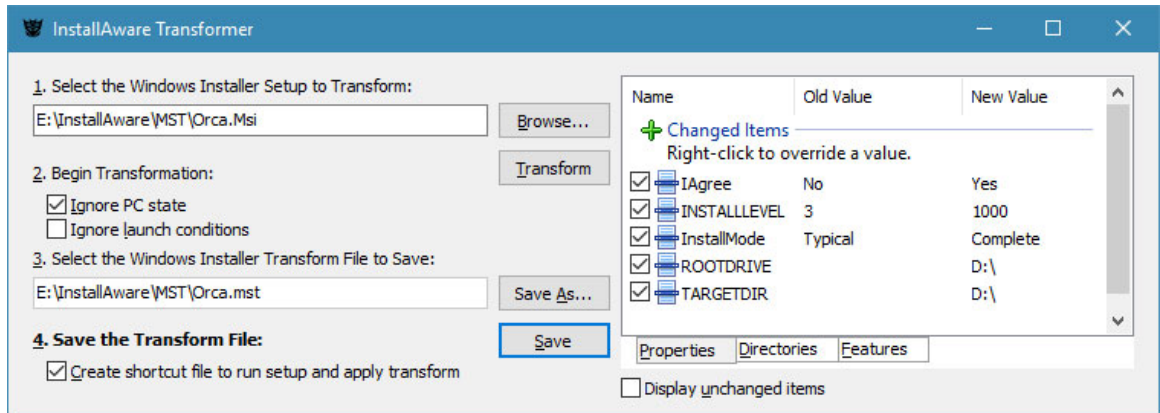 InstallAware Transformer
1. Select the Windows Installer Setup to Transform:
E:\InstallAware\MST\Orca.Msi
Browse...
Transform
2. Begin Transformation:
Ignore PC state
Ignore launch conditions
3. Select the Windows Installer Transform File to Save:
E:\InstallAware\MST\Orca.mst
Save As...
4. Save the Transform File:
Save
Create shortcut file to run setup and apply transform
Name Old Value New Value
Changed Items
Right-click to override a value.
IAgree No Yes
INSTALLLEVEL 3 1000
InstallMode Typical Complete
ROOTDRIVE D:\
TARGETDIR D:\
Properties Directories Features
Display unchanged items